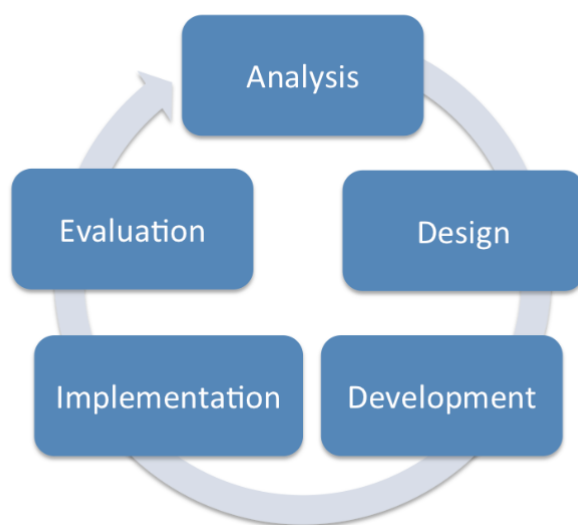 Analysis
Design
Development
Implementation
Evaluation